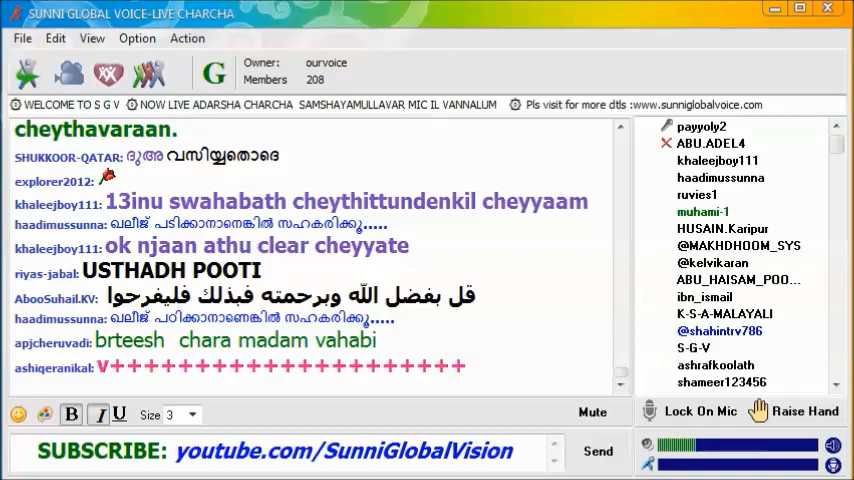 SUNNI GLOBAL VOICE-LIVE CHARCHA
File Edit View Option Action
G Owner: ourvoice
Members 208
WELCOME TO S G V NOW LIVE ADARSHA CHARCHA SAMSHAYAMULLAVAR MIC IL VANNALUM Pls visit for more dtls :www.sunniglobalvoice.com
cheythavaraan.
SHUKKOOR-QATAR: ദുഅ വസിയ്യതൊദെ
explorer2012:
khaleejboy111: 13inu swahabath cheythittundenkil cheyyaam
haadimussunna: ഖലീജ് പടിക്കാനാനെങ്കില്‍ സഹകരിക്കൂ.....
khaleejboy111: ok njaan athu clear cheyyate
riyas-jabal: USTHADH POOTI
AbooSuhail.KV: قل بفضل الله وبرحمته فبذلك فليفرحوا
haadimussunna: ഖലീജ് പഠിക്കാനാണെങ്കില്‍ സഹകരിക്കൂ.....
apjcheruvadi: brteesh chara madam vahabi
ashiqeranikal: v+++++++++++++++++++++
payyoly2
ABU.ADEL4
khaleejboy111
haadimussunna
ruvies1
muhami-1
HUSAIN.Karipur
@MAKHDHOOM_SYS
@kelvikaran
ABU_HAISAM_POO...
ibn_ismail
K-S-A-MALAYALI
@shahintrv786
S-G-V
ashrafkoolath
shameer123456
B I U Size 3 Mute
Lock On Mic Raise Hand
SUBSCRIBE: youtube.com/SunniGlobalVision
Send